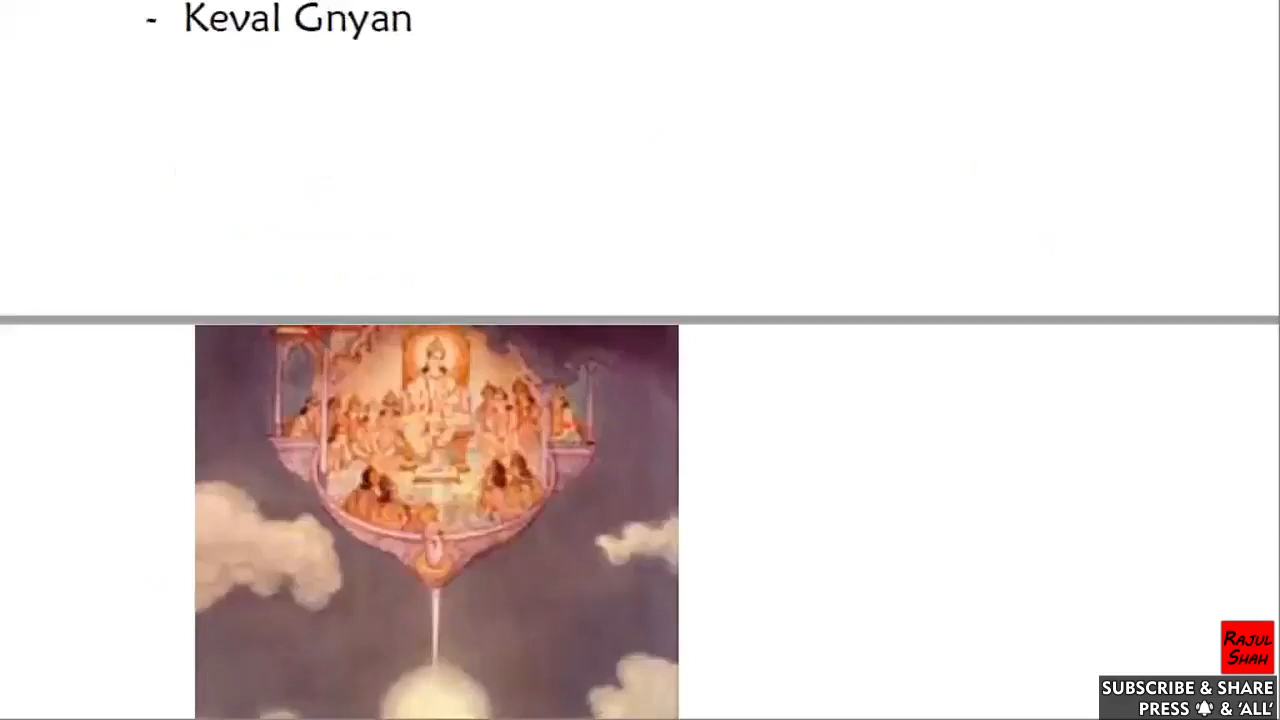 - Keval Gnyan
RAJUL
SHAH
SUBSCRIBE & SHARE
PRESS 🔔 & 'ALL'